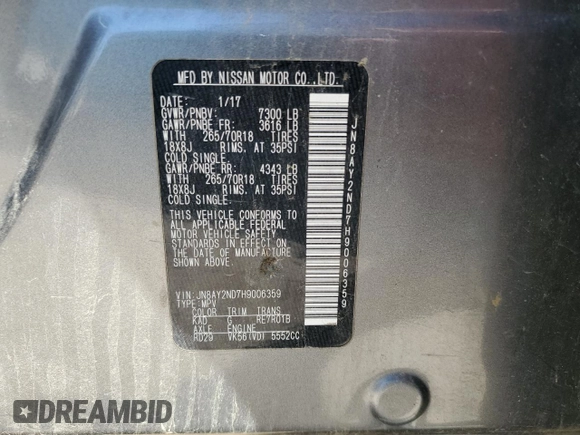 MFD BY NISSAN MOTOR CO.,LTD.
DATE: 1/17
GVWR/PNBV: 7300 LB
GAWR/PNBE FR: 3616 LB
WITH 265/70R18 TIRES
18X8J RIMS. AT 35PSI
COLD SINGLE.
GAWR/PNBE RR: 4343 LB
WITH 265/70R18 TIRES
18X8J RIMS. AT 35PSI
COLD SINGLE.
THIS VEHICLE CONFORMS TO
ALL APPLICABLE FEDERAL
MOTOR VEHICLE SAFETY
STANDARDS IN EFFECT ON
THE DATE OF MANUFACTURE
SHOWN ABOVE.
VIN: JN8AY2ND7H9006359
TYPE: MPV
COLOR TRIM TRANS
KAD G RE7R01B
AXLE ENGINE
RD29 VK56(VD) 5552CC
JN8AY2ND7H9006359
DREAMBID